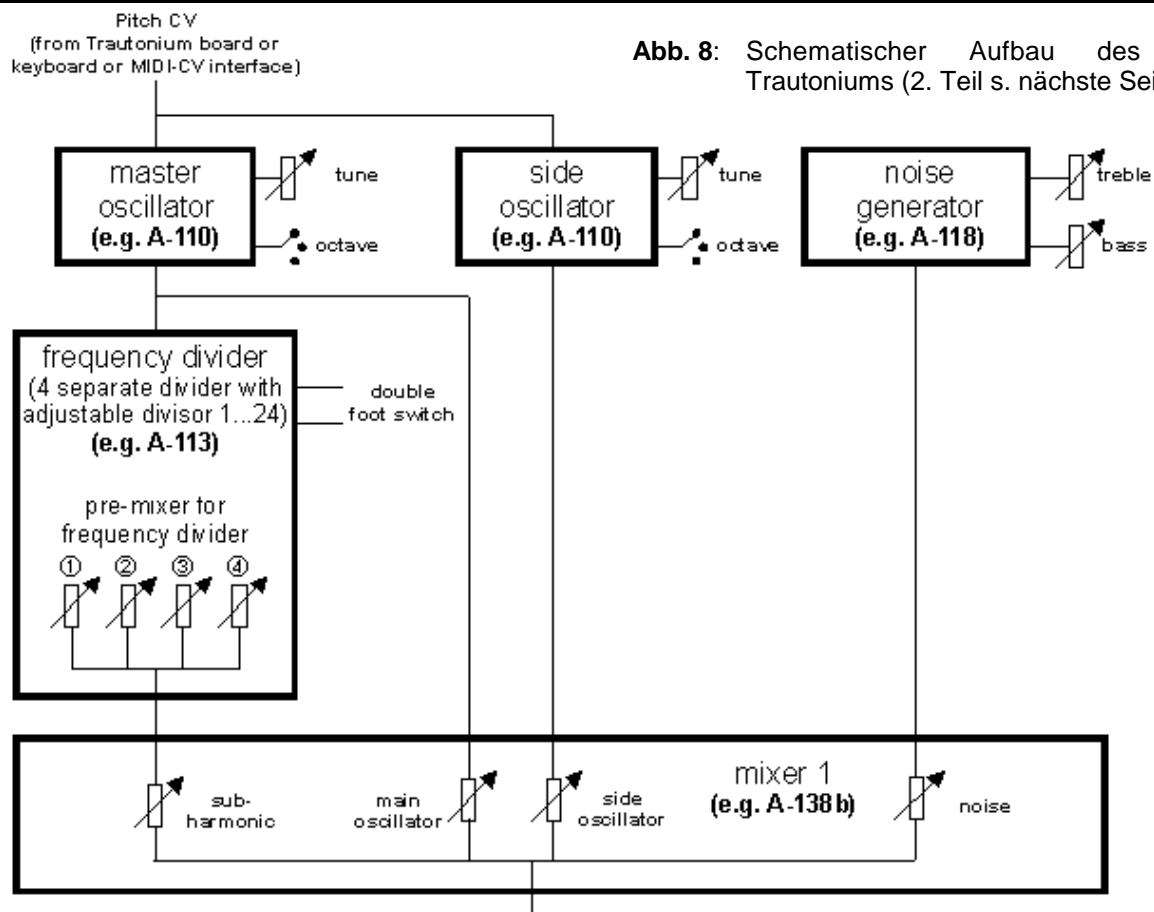 Pitch CV
(from Trautonium board or
keyboard or MIDI-CV interface)
Abb. 8: Schematischer Aufbau des
Trautoniums (2. Teil s. nächste Sei
master
oscillator
(e.g. A-110)
tune
octave
side
oscillator
(e.g. A-110)
tune
octave
noise
generator
(e.g. A-118)
treble
bass
frequency divider
(4 separate divider with
adjustable divisor 1...24)
(e.g. A-113)
double
foot switch
pre-mixer for
frequency divider
① ② ③ ④
sub-
harmonic
main
oscillator
side
oscillator
mixer 1
(e.g. A-138b)
noise